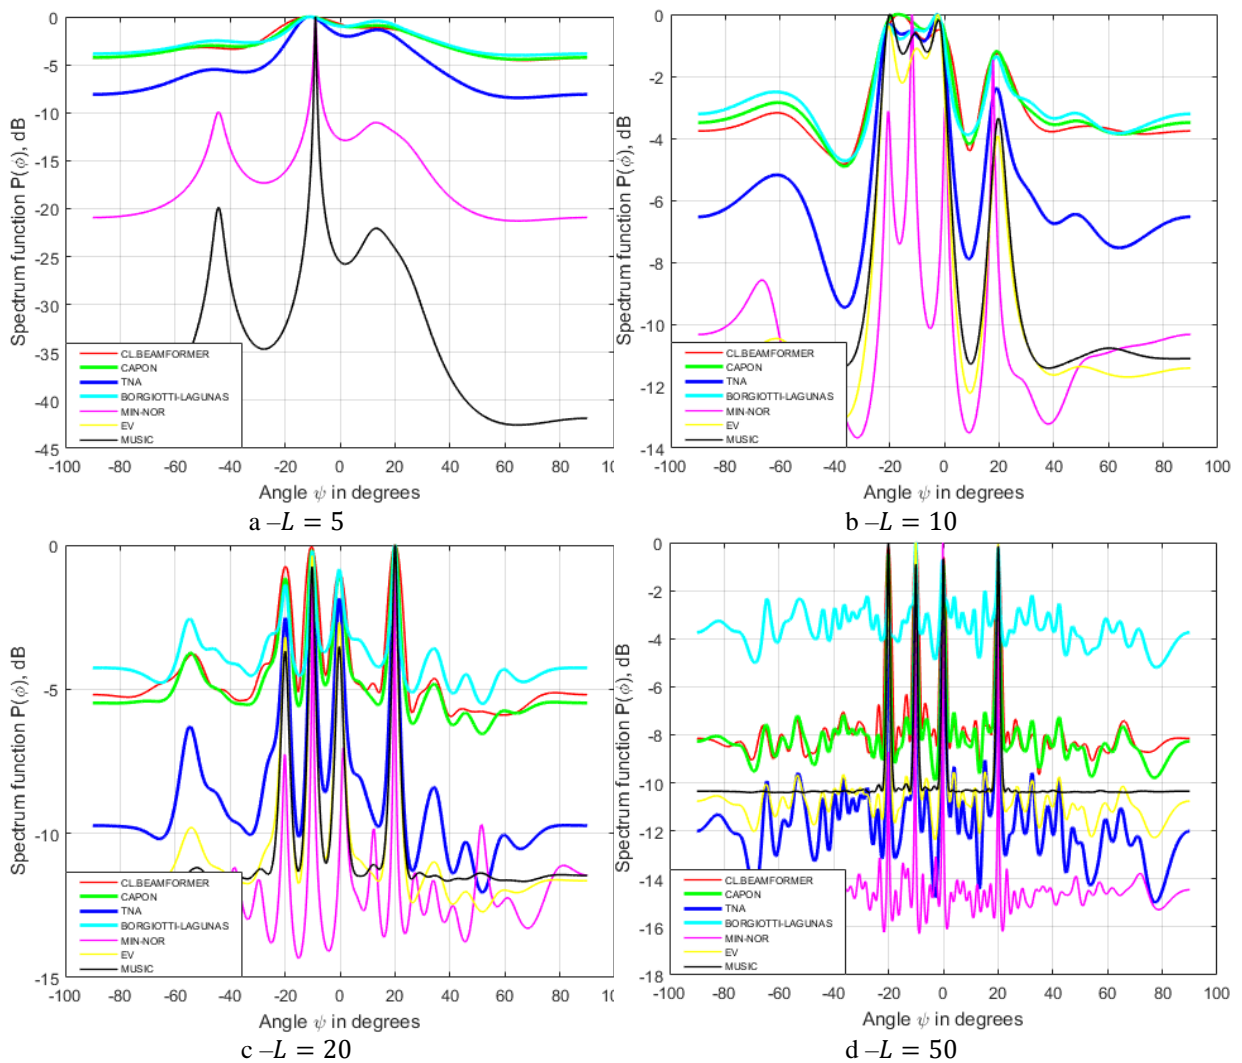 0
-5
-10
-15
-20
-25
-30
-35
-40
-45
Spectrum function P(ϕ), dB
CL.BEAMFORMER
CAPON
TNA
BORGIOTTI-LAGUNAS
MIN-NOR
EV
MUSIC
-100 -80 -60 -40 -20 0 20 40 60 80 100
Angle ψ in degrees
a –L = 5
0
-2
-4
-6
-8
-10
-12
-14
Spectrum function P(ϕ), dB
CL.BEAMFORMER
CAPON
TNA
BORGIOTTI-LAGUNAS
MIN-NOR
EV
MUSIC
-100 -80 -60 -40 -20 0 20 40 60 80 100
Angle ψ in degrees
b –L = 10
0
-5
-10
-15
Spectrum function P(ϕ), dB
CL.BEAMFORMER
CAPON
TNA
BORGIOTTI-LAGUNAS
MIN-NOR
EV
MUSIC
-100 -80 -60 -40 -20 0 20 40 60 80 10
Angle ψ in degrees
c –L = 20
0
-2
-4
-6
-8
-10
-12
-14
-16
-18
Spectrum function P(ϕ), dB
CL.BEAMFORMER
CAPON
TNA
BORGIOTTI-LAGUNAS
MIN-NOR
EV
MUSIC
-100 -80 -60 -40 -20 0 20 40 60 80 100
Angle ψ in degrees
d –L = 50